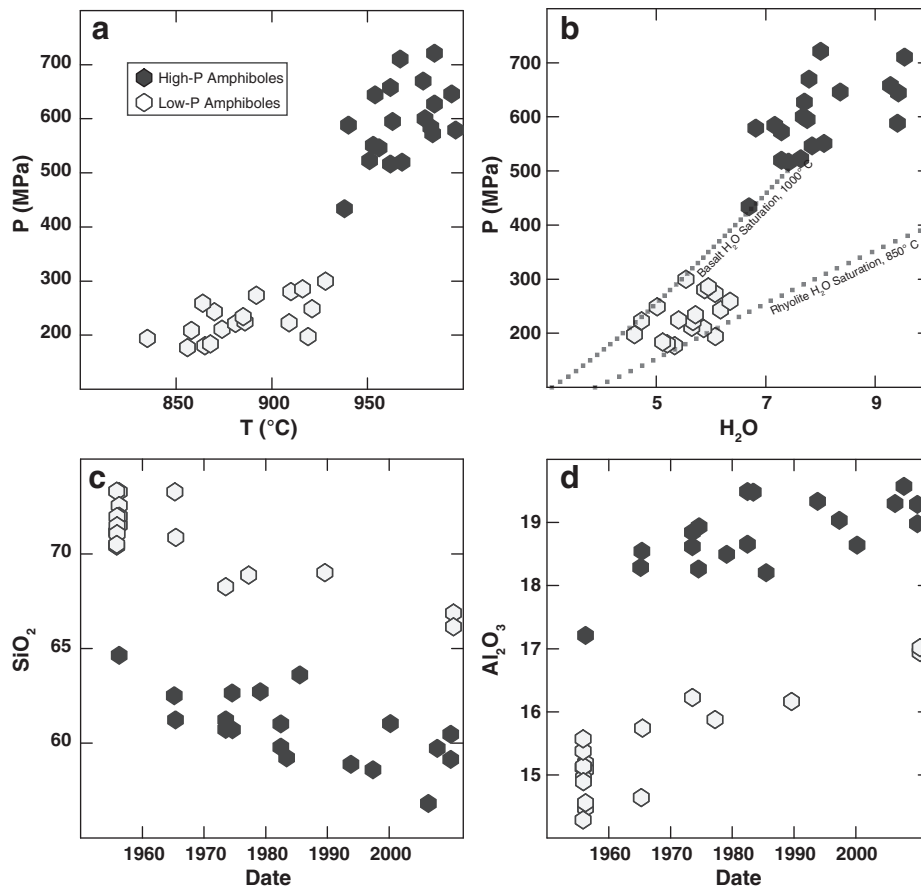 a
High-P Amphiboles
Low-P Amphiboles
700
600
500
400
300
200
P (MPa)
850
900
950
T (°C)
b
700
600
500
400
300
200
P (MPa)
Basalt H₂O Saturation, 1000° C
Rhyolite H₂O Saturation, 850° C
5
7
9
H₂O
c
70
65
60
SiO₂
1960
1970
1980
1990
2000
Date
d
19
18
17
16
15
Al₂O₃
1960
1970
1980
1990
2000
Date